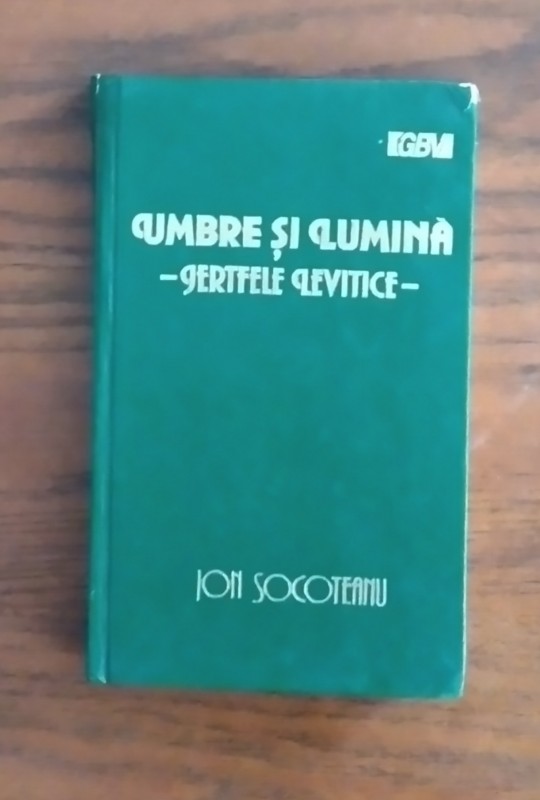 GBV
UMBRE ȘI LUMINĂ
–JERTFELE LEVITICE–
ION SOCOTEANU